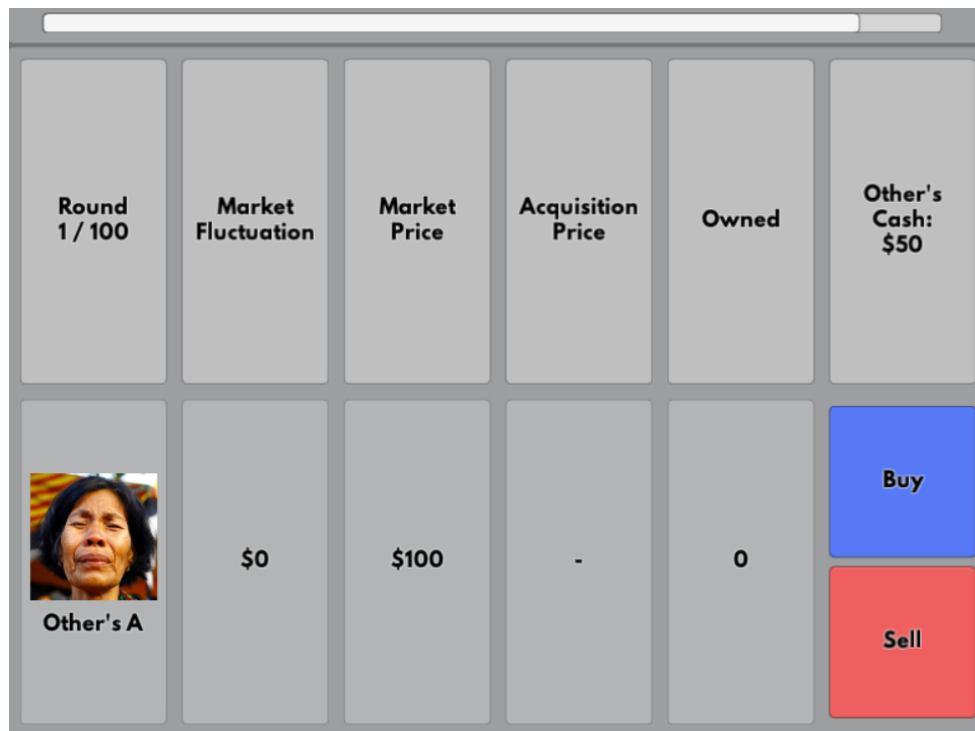 Round
1 / 100
Market
Fluctuation
Market
Price
Acquisition
Price
Owned
Other's
Cash:
$50
Other's A
$0
$100
-
0
Buy
Sell